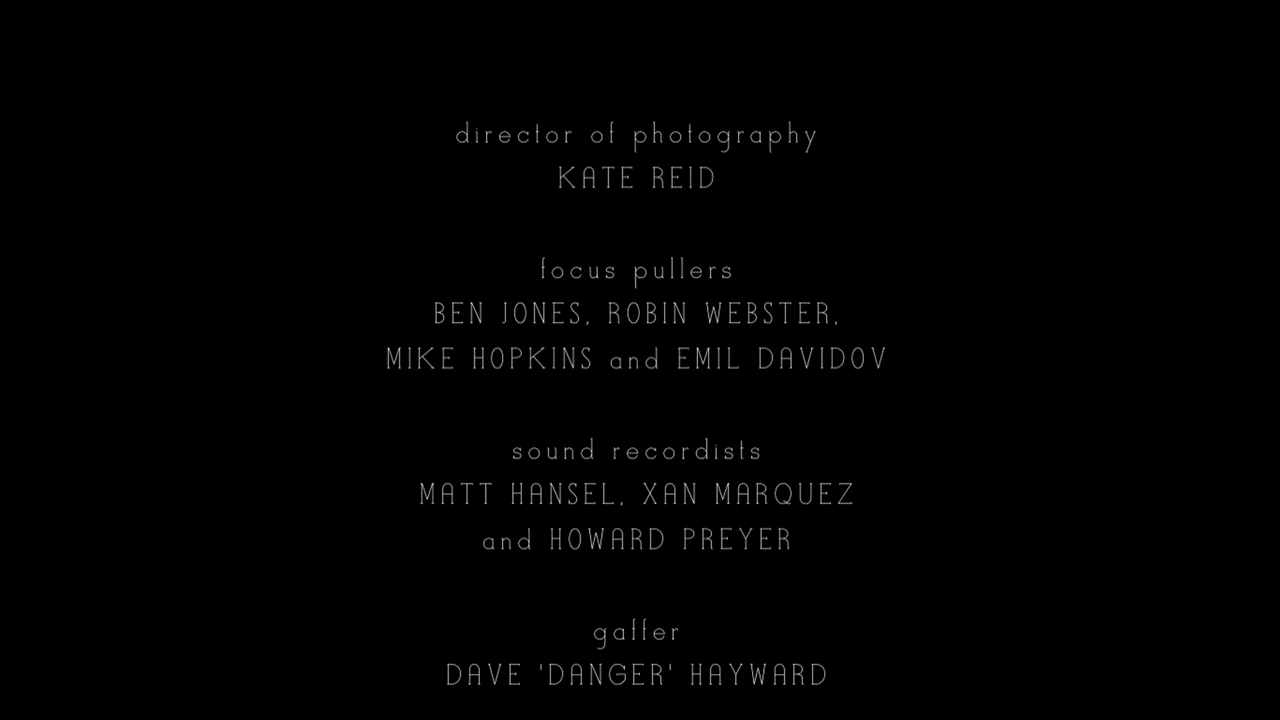 director of photography
KATE REID
focus pullers
BEN JONES, ROBIN WEBSTER,
MIKE HOPKINS and EMIL DAVIDOV
sound recordists
MATT HANSEL, XAN MARQUEZ
and HOWARD PREYER
gaffer
DAVE 'DANGER' HAYWARD